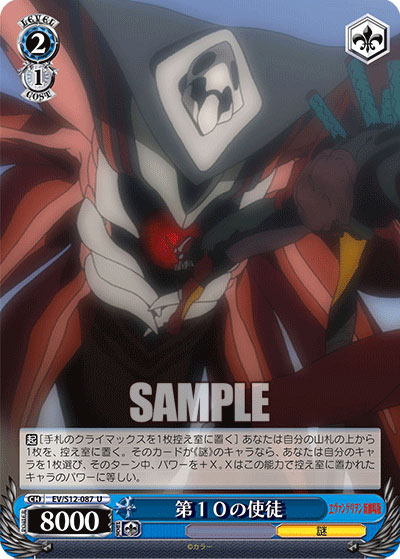 LEVEL
2
1
COST
SAMPLE
起[手札のクライマックスを1枚控え室に置く] あなたは自分の山札の上から
1枚を、控え室に置く。そのカードが《謎》のキャラなら、あなたは自分のキャ
ラを1枚選び、そのターン中、パワーを+X。Xはこの能力で控え室に置かれた
キャラのパワーに等しい。
CH EV/S12-087 U
POWER
8000
第10の使徒
ヱヴァンゲリヲン新劇場版
謎
©カラー